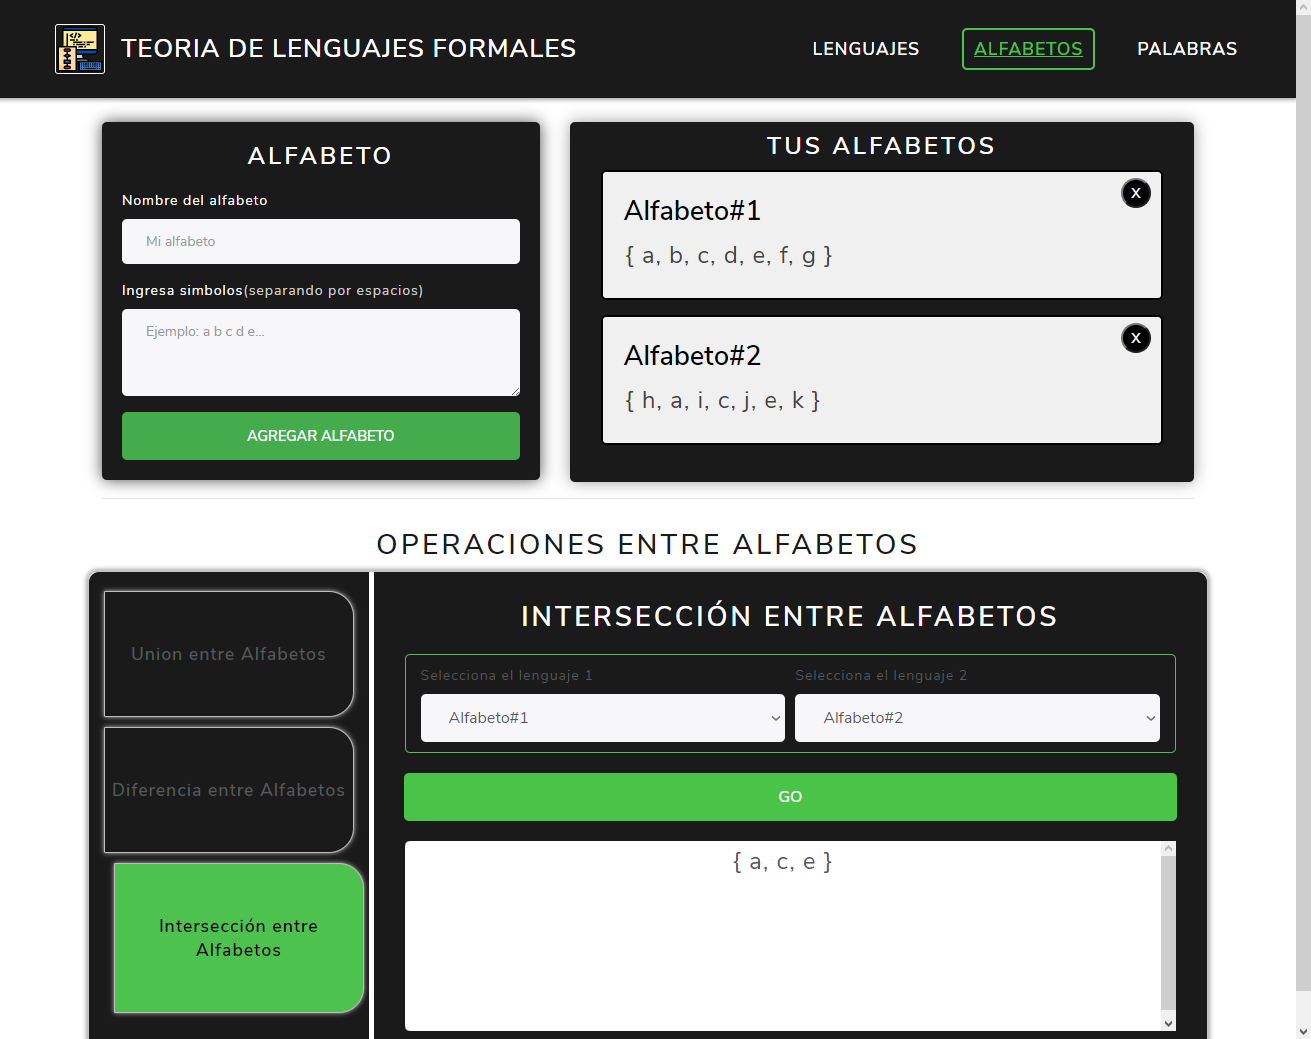 TEORIA DE LENGUAJES FORMALES
LENGUAJES
ALFABETOS
PALABRAS
ALFABETO
Nombre del alfabeto
Mi alfabeto
Ingresa simbolos(separando por espacios)
Ejemplo: a b c d e...
AGREGAR ALFABETO
TUS ALFABETOS
Alfabeto#1
X
{ a, b, c, d, e, f, g }
Alfabeto#2
X
{ h, a, i, c, j, e, k }
OPERACIONES ENTRE ALFABETOS
Union entre Alfabetos
Diferencia entre Alfabetos
Intersección entre
Alfabetos
INTERSECCIÓN ENTRE ALFABETOS
Selecciona el lenguaje 1
Selecciona el lenguaje 2
Alfabeto#1
Alfabeto#2
GO
{ a, c, e }